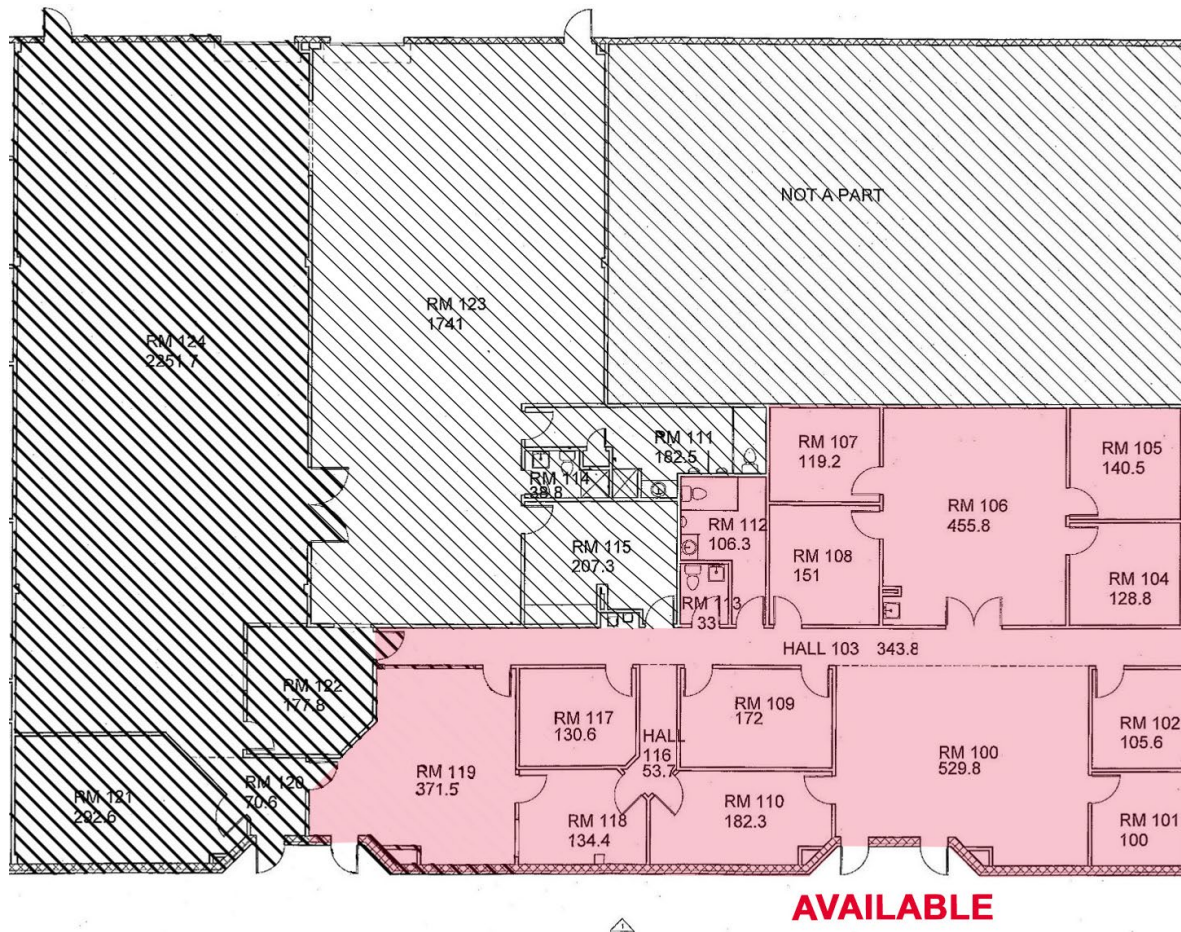 NOT A PART
RM 123
1741
RM 124
2251.7
RM 111
182.5
RM 107
119.2
RM 105
140.5
RM 114
38.8
RM 106
455.8
RM 112
106.3
RM 115
207.3
RM 108
151
RM 104
128.8
RM 113
33
HALL 103 343.8
RM 122
177.8
RM 117
130.6
RM 109
172
HALL
116
53.7
RM 102
105.6
RM 100
529.8
RM 119
371.5
RM 120
70.6
RM 121
292.6
RM 118
134.4
RM 110
182.3
RM 101
100
AVAILABLE
1